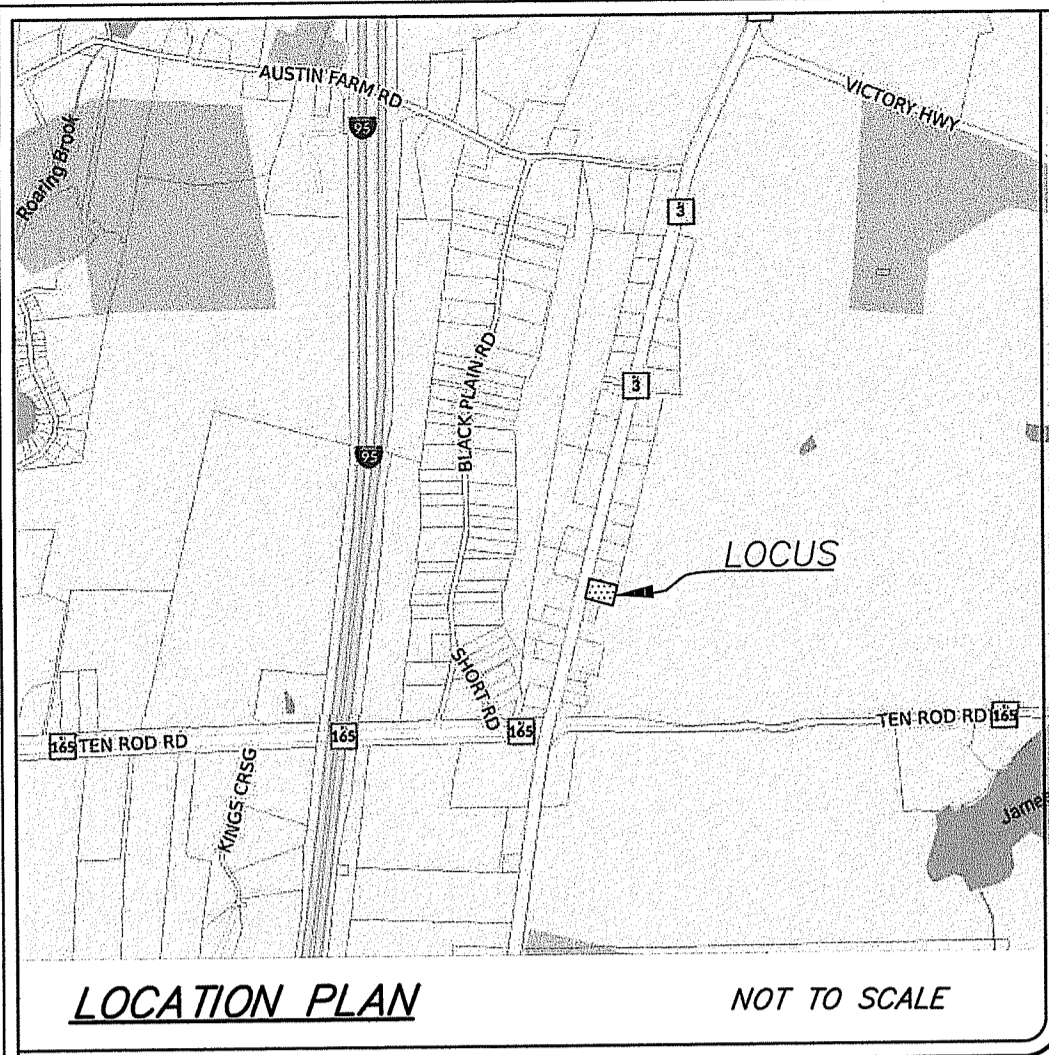 AUSTIN FARM RD
VICTORY HWY
95
Roaring Brook
3
BLACK PLAIN RD
3
95
LOCUS
SHORT RD
165 TEN ROD RD
165
165
TEN ROD RD 165
KINGS CRSG
James
LOCATION PLAN
NOT TO SCALE